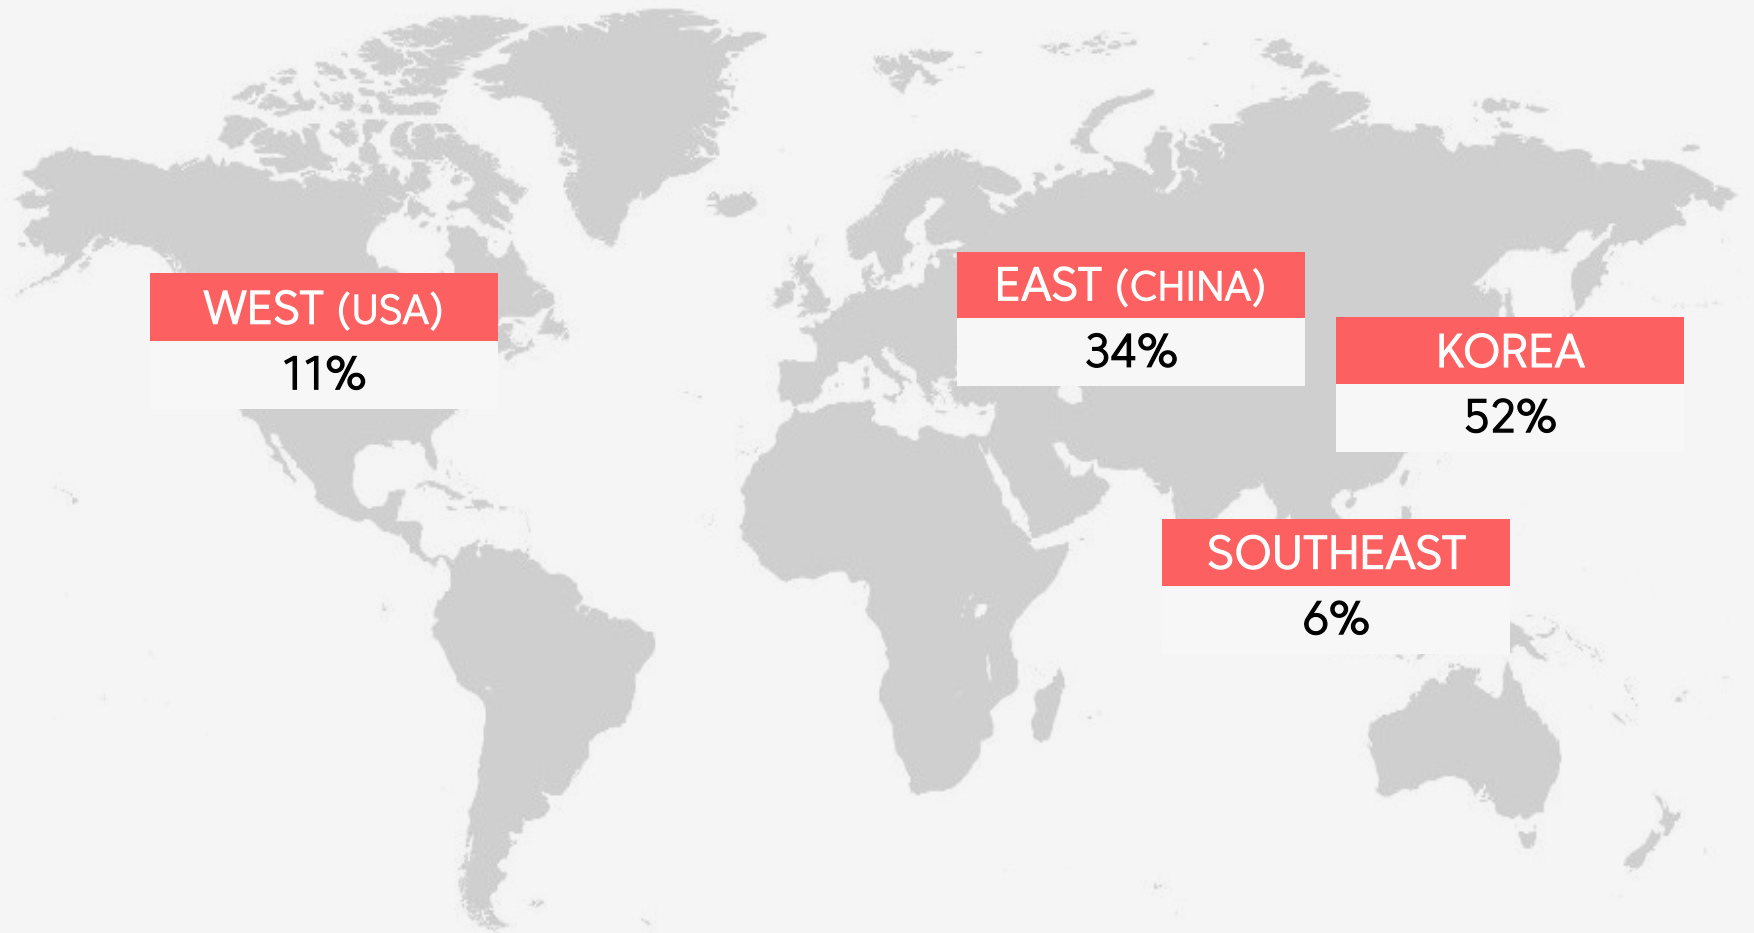 WEST (USA)
11%
EAST (CHINA)
34%
KOREA
52%
SOUTHEAST
6%